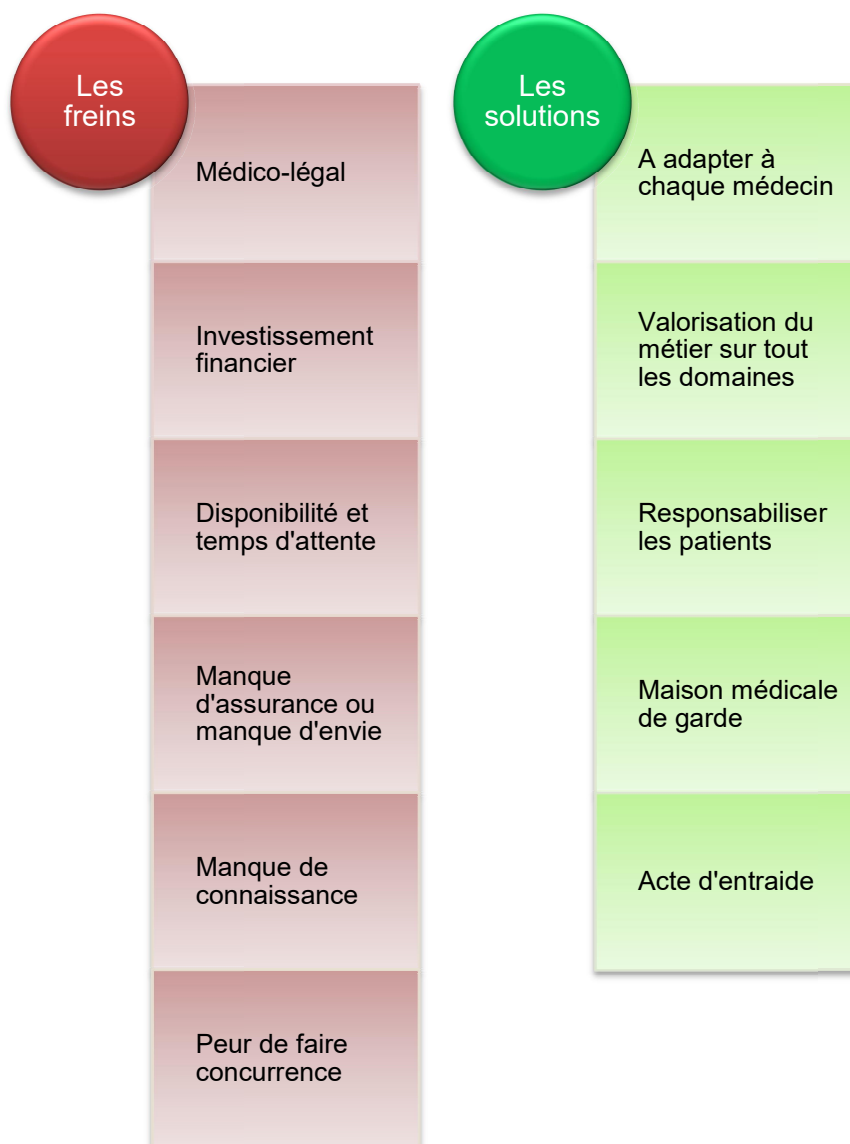 Les
freins
Médico-légal
Investissement
financier
Disponibilité et
temps d'attente
Manque
d'assurance ou
manque d'envie
Manque de
connaissance
Peur de faire
concurrence
Les
solutions
A adapter à
chaque médecin
Valorisation du
métier sur tout
les domaines
Responsabiliser
les patients
Maison médicale
de garde
Acte d'entraide